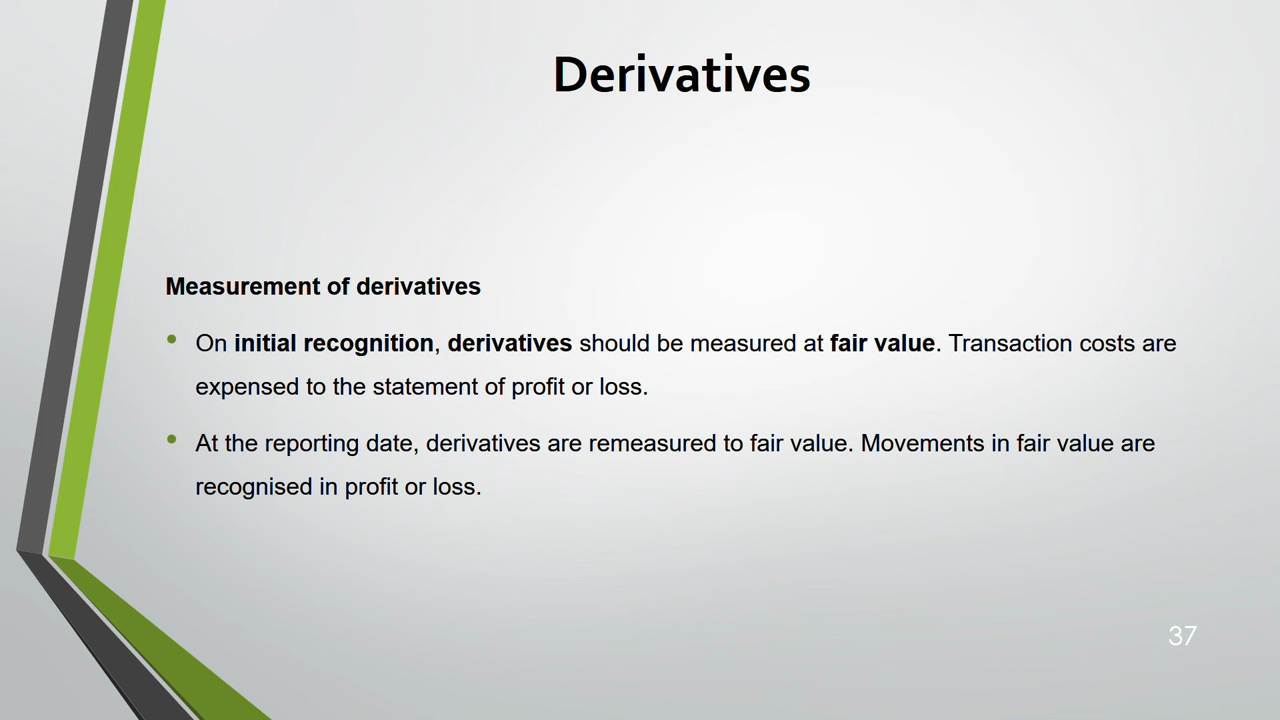 Derivatives
Measurement of derivatives
• On initial recognition, derivatives should be measured at fair value. Transaction costs are
expensed to the statement of profit or loss.
• At the reporting date, derivatives are remeasured to fair value. Movements in fair value are
recognised in profit or loss.
37